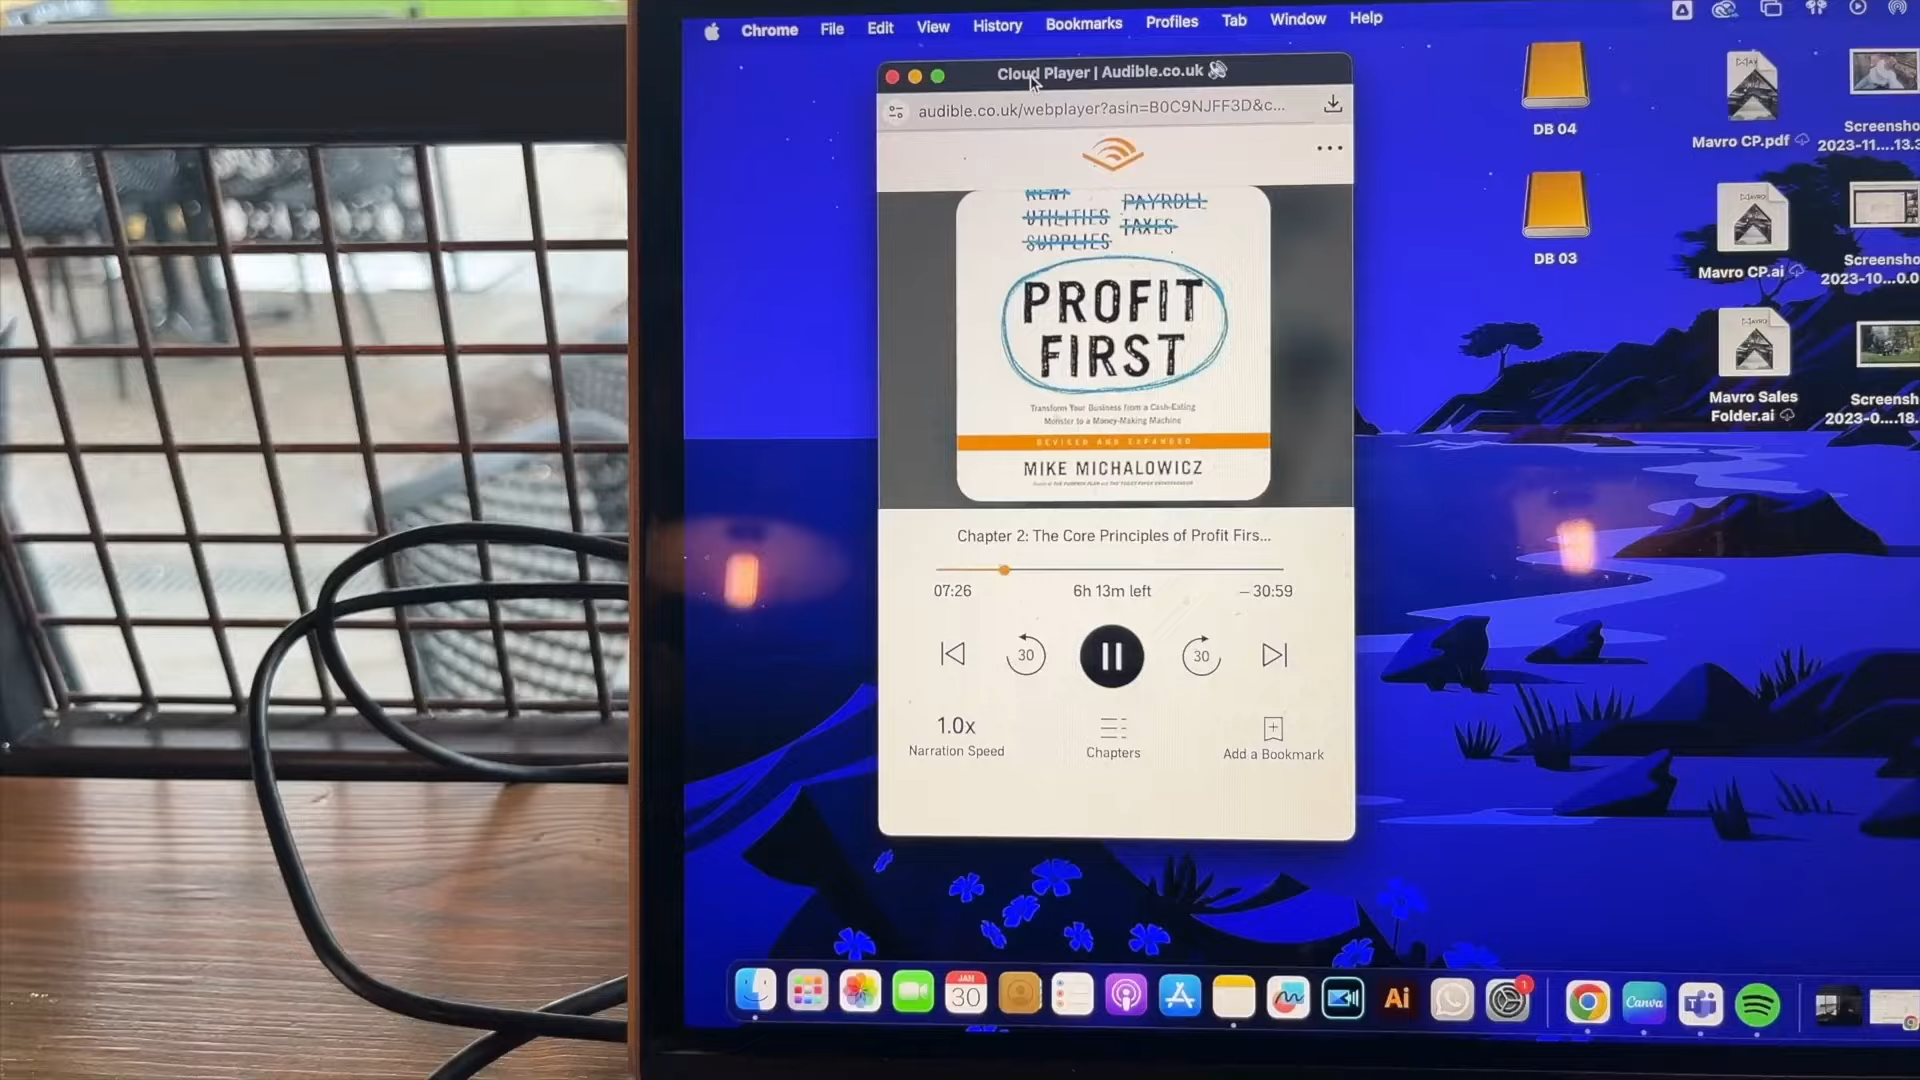 Chrome File Edit View History Bookmarks Profiles Tab Window Help
Cloud Player | Audible.co.uk
audible.co.uk/webplayer?asin=B0C9NJFF3D&c...
RENT
UTILITIES
SUPPLIES
PAYROLL
TAXES
PROFIT
FIRST
Transform Your Business from a Cash-Eating
Monster to a Money-Making Machine
REVISED AND EXPANDED
MIKE MICHALOWICZ
Chapter 2: The Core Principles of Profit Firs...
07:26 6h 13m left – 30:59
30 30
1.0x
Narration Speed Chapters Add a Bookmark
DB 04
DB 03
Mavro CP.pdf
Mavro CP.ai
Mavro Sales
Folder.ai
Screensho
2023-11....13.3
Screensho
2023-10...0.0
Screensh
2023-0....18.
JAN
30
Ai
1
Canva